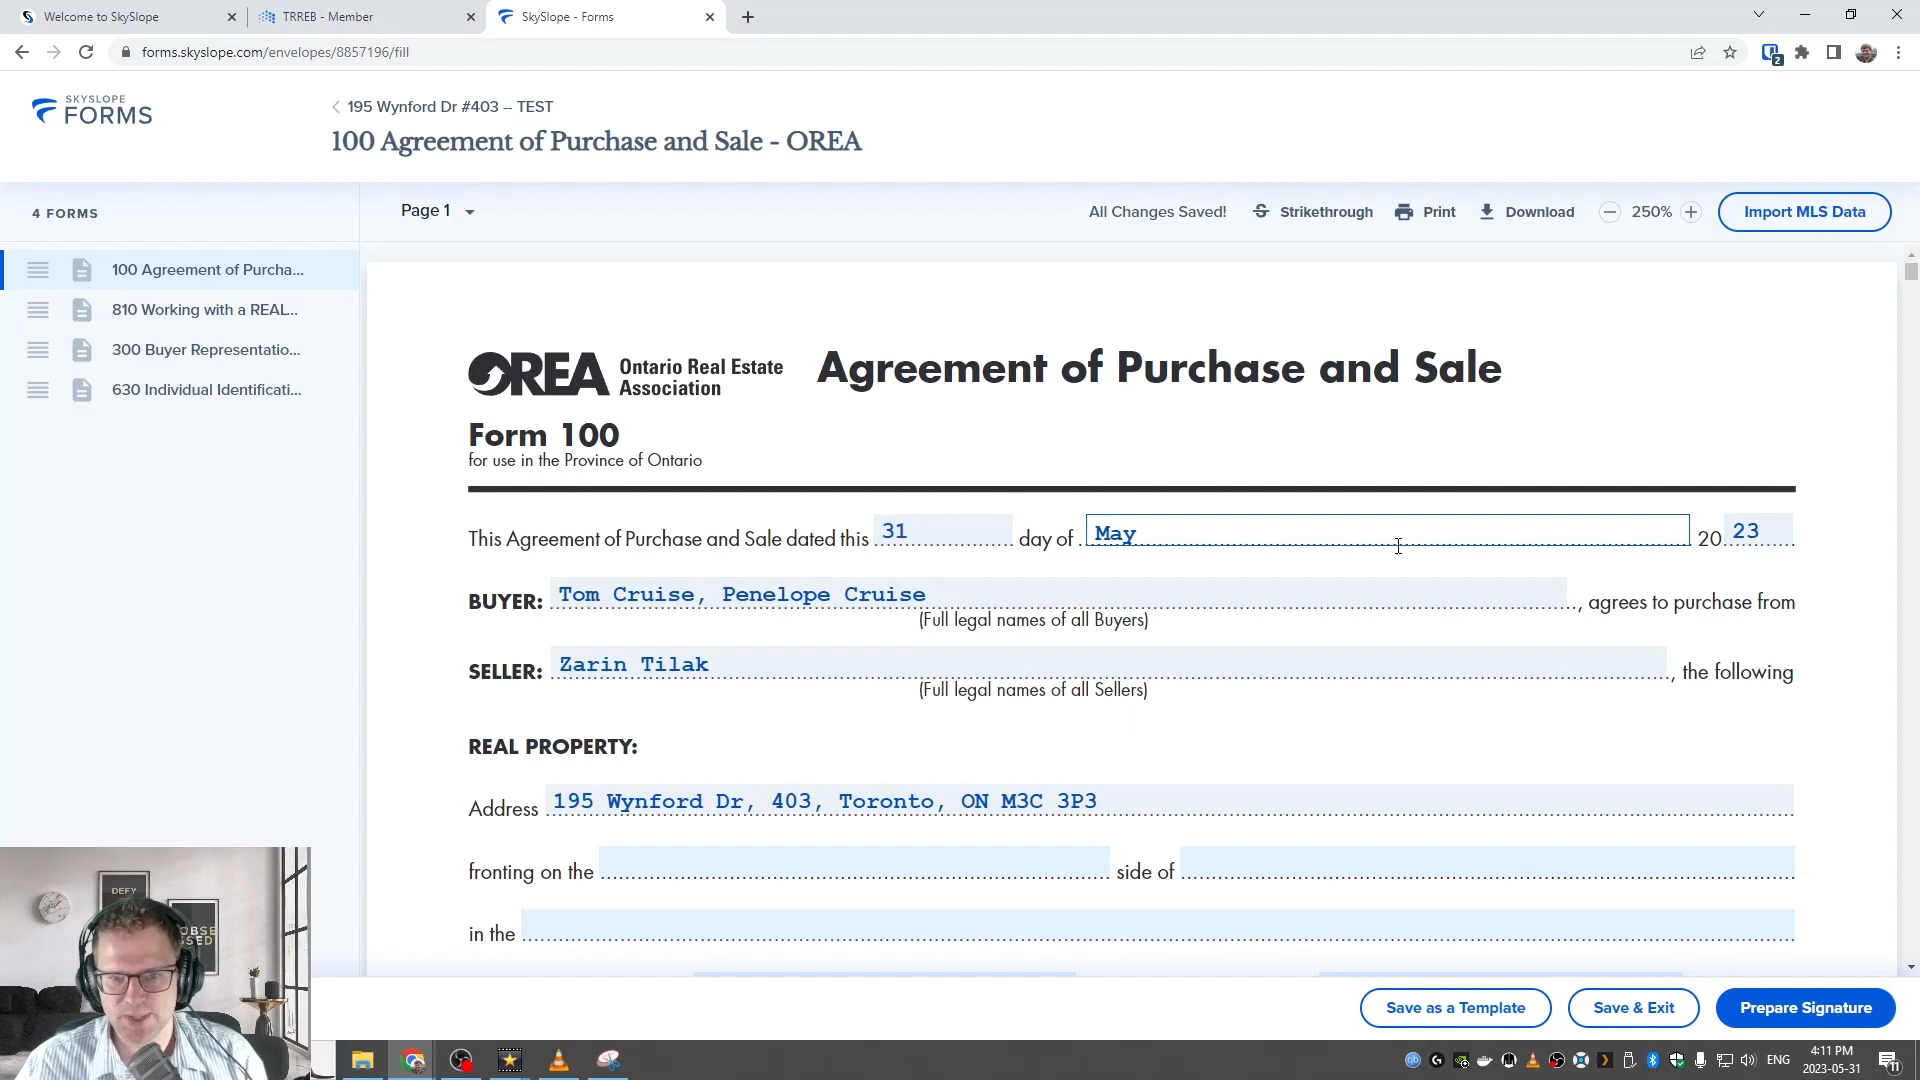 Welcome to SkySlope
TRREB - Member
SkySlope - Forms
forms.skyslope.com/envelopes/8857196/fill
2
SKYSLOPE
FORMS
195 Wynford Dr #403 -- TEST
100 Agreement of Purchase and Sale - OREA
4 FORMS
Page 1
All Changes Saved!
Strikethrough
Print
Download
250%
Import MLS Data
100 Agreement of Purcha...
810 Working with a REAL...
300 Buyer Representatio...
630 Individual Identificati...
OREA Ontario Real Estate Association
Agreement of Purchase and Sale
Form 100
for use in the Province of Ontario
This Agreement of Purchase and Sale dated this 31 day of May 20 23
BUYER: Tom Cruise, Penelope Cruise, agrees to purchase from
(Full legal names of all Buyers)
SELLER: Zarin Tilak, the following
(Full legal names of all Sellers)
REAL PROPERTY:
Address 195 Wynford Dr, 403, Toronto, ON M3C 3P3
fronting on the side of
in the
DEFY
OBSE
SSED
Save as a Template
Save & Exit
Prepare Signature
ENG
4:11 PM
2023-05-31
11